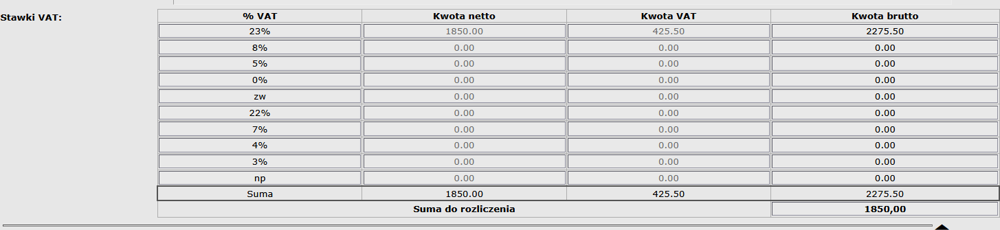 Stawki VAT:
% VAT Kwota netto Kwota VAT Kwota brutto
23% 1850.00 425.50 2275.50
8% 0.00 0.00 0.00
5% 0.00 0.00 0.00
0% 0.00 0.00 0.00
zw 0.00 0.00 0.00
22% 0.00 0.00 0.00
7% 0.00 0.00 0.00
4% 0.00 0.00 0.00
3% 0.00 0.00 0.00
np 0.00 0.00 0.00
Suma 1850.00 425.50 2275.50
Suma do rozliczenia 1850,00